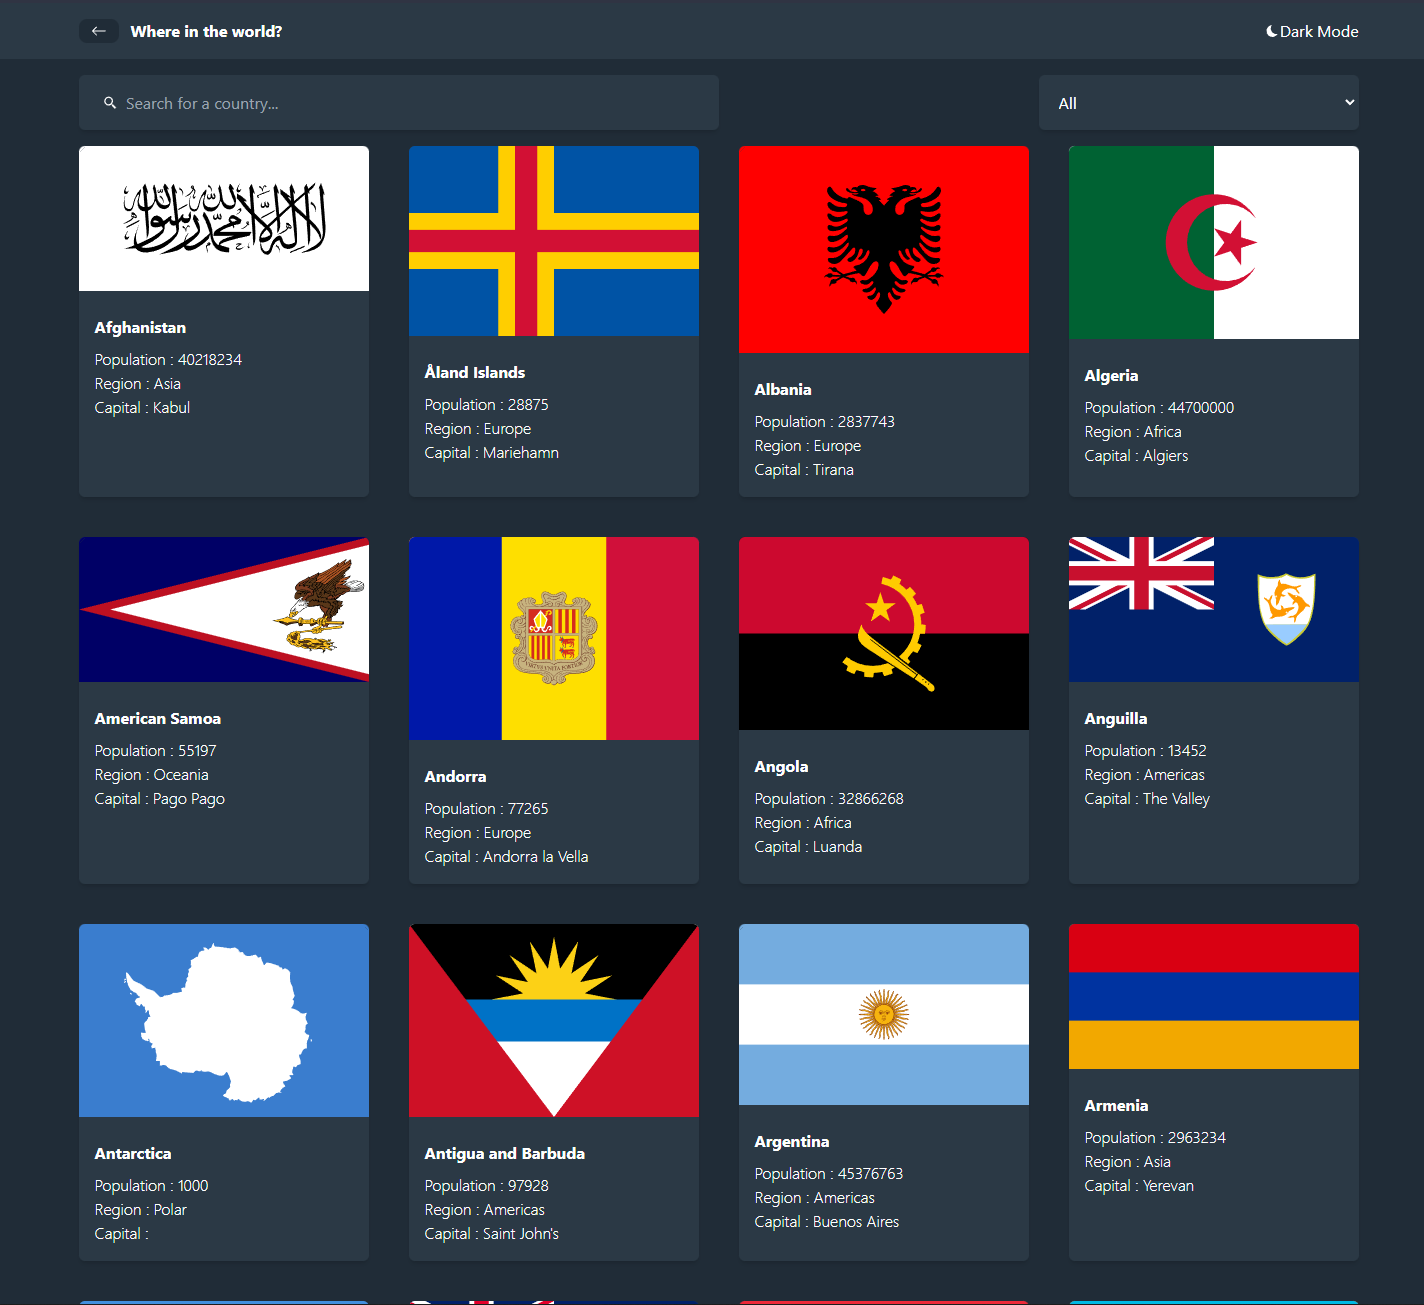 Where in the world?
Dark Mode
Search for a country...
All
لا إله إلا الله محمد رسول الله
Afghanistan
Population : 40218234
Region : Asia
Capital : Kabul
Åland Islands
Population : 28875
Region : Europe
Capital : Mariehamn
Albania
Population : 2837743
Region : Europe
Capital : Tirana
Algeria
Population : 44700000
Region : Africa
Capital : Algiers
American Samoa
Population : 55197
Region : Oceania
Capital : Pago Pago
Andorra
Population : 77265
Region : Europe
Capital : Andorra la Vella
Angola
Population : 32866268
Region : Africa
Capital : Luanda
Anguilla
Population : 13452
Region : Americas
Capital : The Valley
Antarctica
Population : 1000
Region : Polar
Capital :
Antigua and Barbuda
Population : 97928
Region : Americas
Capital : Saint John's
Argentina
Population : 45376763
Region : Americas
Capital : Buenos Aires
Armenia
Population : 2963234
Region : Asia
Capital : Yerevan